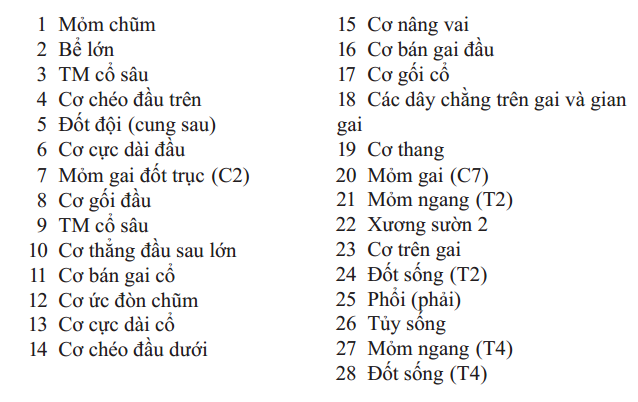 1 Mỏm chũm
2 Bể lớn
3 TM cổ sâu
4 Cơ chéo đầu trên
5 Đốt đội (cung sau)
6 Cơ cực dài đầu
7 Mỏm gai đốt trục (C2)
8 Cơ gối đầu
9 TM cổ sâu
10 Cơ thẳng đầu sau lớn
11 Cơ bán gai cổ
12 Cơ ức đòn chũm
13 Cơ cực dài cổ
14 Cơ chéo đầu dưới
15 Cơ nâng vai
16 Cơ bán gai đầu
17 Cơ gối cổ
18 Các dây chằng trên gai và gian
gai
19 Cơ thang
20 Mỏm gai (C7)
21 Mỏm ngang (T2)
22 Xương sườn 2
23 Cơ trên gai
24 Đốt sống (T2)
25 Phổi (phải)
26 Tủy sống
27 Mỏm ngang (T4)
28 Đốt sống (T4)